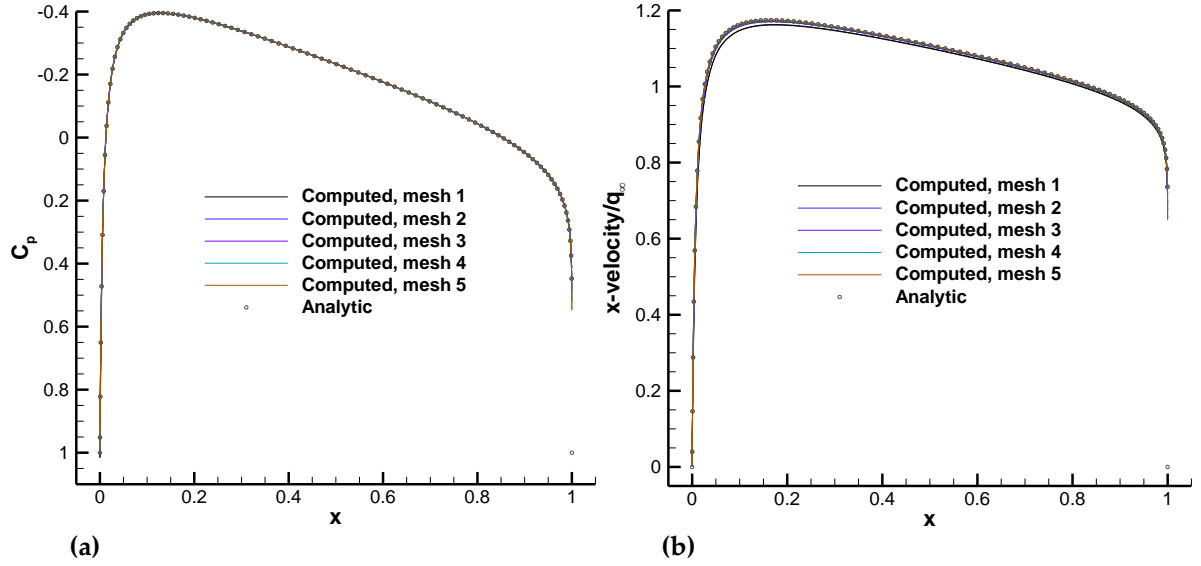 -0.4
-0.2
0
0.2
0.4
0.6
0.8
1
Cp
Computed, mesh 1
Computed, mesh 2
Computed, mesh 3
Computed, mesh 4
Computed, mesh 5
Analytic
0 0.2 0.4 0.6 0.8 1
x
(a)
1.2
1
0.8
0.6
0.4
0.2
0
x-velocity/q∞
Computed, mesh 1
Computed, mesh 2
Computed, mesh 3
Computed, mesh 4
Computed, mesh 5
Analytic
0 0.2 0.4 0.6 0.8 1
x
(b)